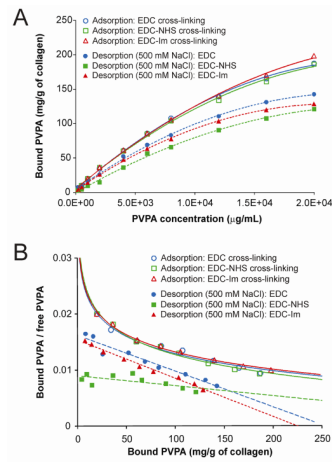 A
Adsorption: EDC cross-linking
Adsorption: EDC-NHS cross-linking
Adsorption: EDC-Im cross-linking
Desorption (500 mM NaCl): EDC
Desorption (500 mM NaCl): EDC-NHS
Desorption (500 mM NaCl): EDC-Im
Bound PVPA (mg/g of collagen)
250
200
150
100
50
0
0.0E+00
5.0E+03
1.0E+04
1.5E+04
2.0E+04
PVPA concentration (µg/mL)
B
Adsorption: EDC cross-linking
Adsorption: EDC-NHS cross-linking
Adsorption: EDC-Im cross-linking
Desorption (500 mM NaCl): EDC
Desorption (500 mM NaCl): EDC-NHS
Desorption (500 mM NaCl): EDC-Im
Bound PVPA / free PVPA
0.03
0.02
0.01
0
0
50
100
150
200
250
Bound PVPA (mg/g of collagen)